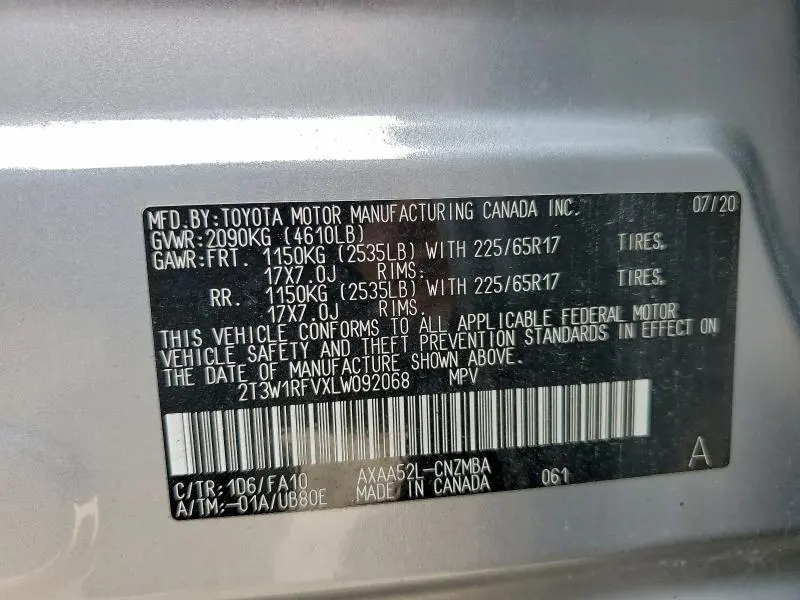 MFD.BY:TOYOTA MOTOR MANUFACTURING CANADA INC. 07/20
GVWR:2090KG (4610LB)
GAWR:FRT. 1150KG (2535LB) WITH 225/65R17 TIRES,
17X7.0J RIMS:
RR. 1150KG (2535LB) WITH 225/65R17 TIRES,
17X7.0J RIMS.
THIS VEHICLE CONFORMS TO ALL APPLICABLE FEDERAL MOTOR
VEHICLE SAFETY AND THEFT PREVENTION STANDARDS IN EFFECT ON
THE DATE OF MANUFACTURE SHOWN ABOVE.
2T3W1RFVXLW092068 MPV
C/TR:1D6/FA10 AXAA52L-CNZMBA 061 A
A/TM:-01A/UB80E MADE IN CANADA